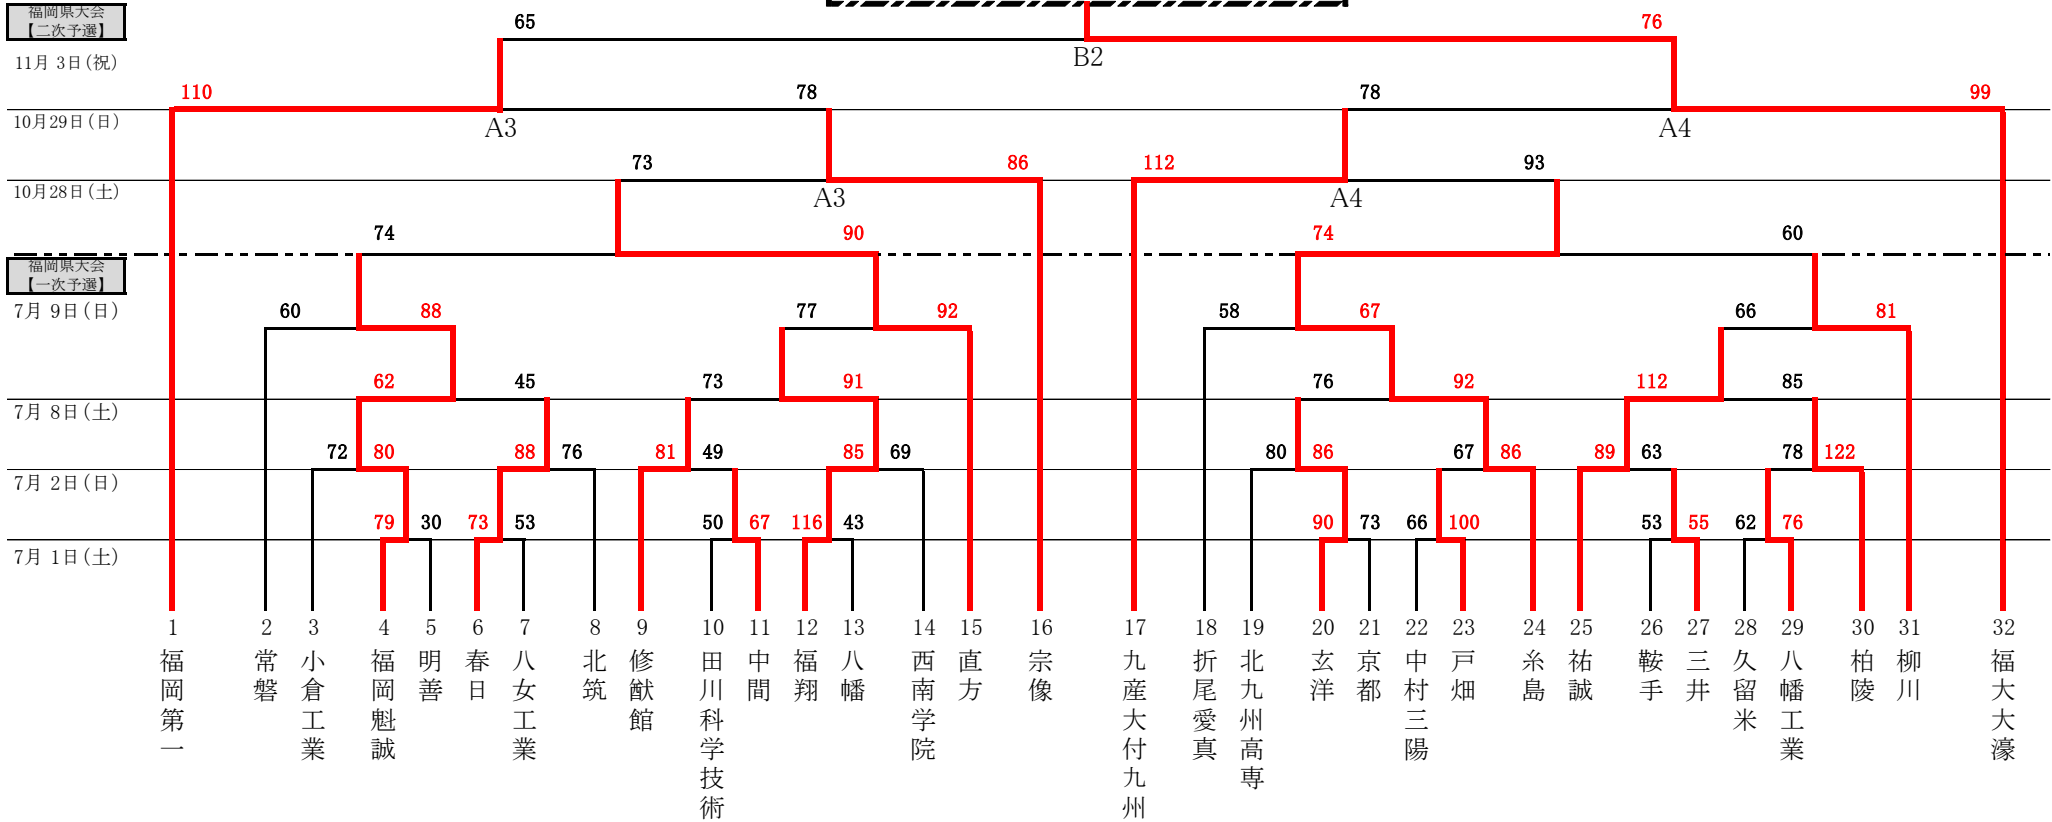 福岡県大会
【二次予選】
65
76
B2
11月 3日(祝)
110
78
78
99
10月29日(日)
A3
A4
73
86
112
93
10月28日(土)
A3
A4
74
90
74
60
福岡県大会
【一次予選】
7月 9日(日)
60
88
77
92
58
67
66
81
62
45
73
91
76
92
112
85
7月 8日(土)
72
80
88
76
81
49
85
69
80
86
67
86
89
63
78
122
7月 2日(日)
79
30
73
53
50
67
116
43
90
73
66
100
53
55
62
76
7月 1日(土)
1
2
3
4
5
6
7
8
9
10
11
12
13
14
15
16
17
18
19
20
21
22
23
24
25
26
27
28
29
30
31
32
福岡第一
常磐
小倉工業
福岡魁誠
明善
春日
八女工業
北筑
修猷館
田川科学技術
中間
福翔
八幡
西南学院
直方
宗像
九産大付九州
折尾愛真
北九州高専
玄洋
京都
中村三陽
戸畑
糸島
祐誠
鞍手
三井
久留米
八幡工業
柏陵
柳川
福大大濠